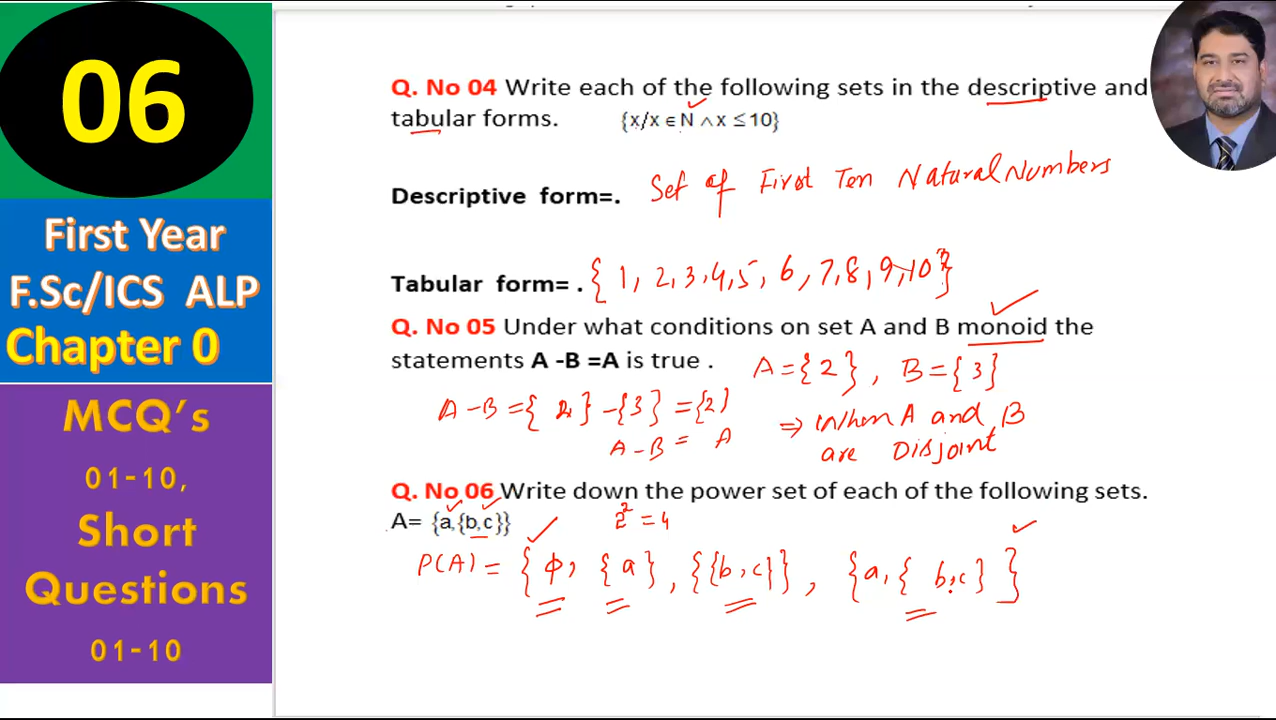 06
First Year
F.Sc/ICS ALP
Chapter 0
MCQ's
01-10,
Short
Questions
01-10
Q. No 04 Write each of the following sets in the descriptive and
tabular forms. {x/x ∈ N ∧ x ≤ 10}
Descriptive form=. Set of First Ten Natural Numbers
Tabular form= . { 1, 2, 3, 4, 5, 6, 7, 8, 9, 10 }
Q. No 05 Under what conditions on set A and B monoid the
statements A -B =A is true . A = {2}, B = {3}
A - B = { 2 } - {3} = {2} ⇒ When A and B
A - B = A are Disjoint
Q. No 06 Write down the power set of each of the following sets.
A= {a,{b,c}} 2² = 4
P(A) = { ϕ, {a}, {{b, c}}, {a, { b, c} }